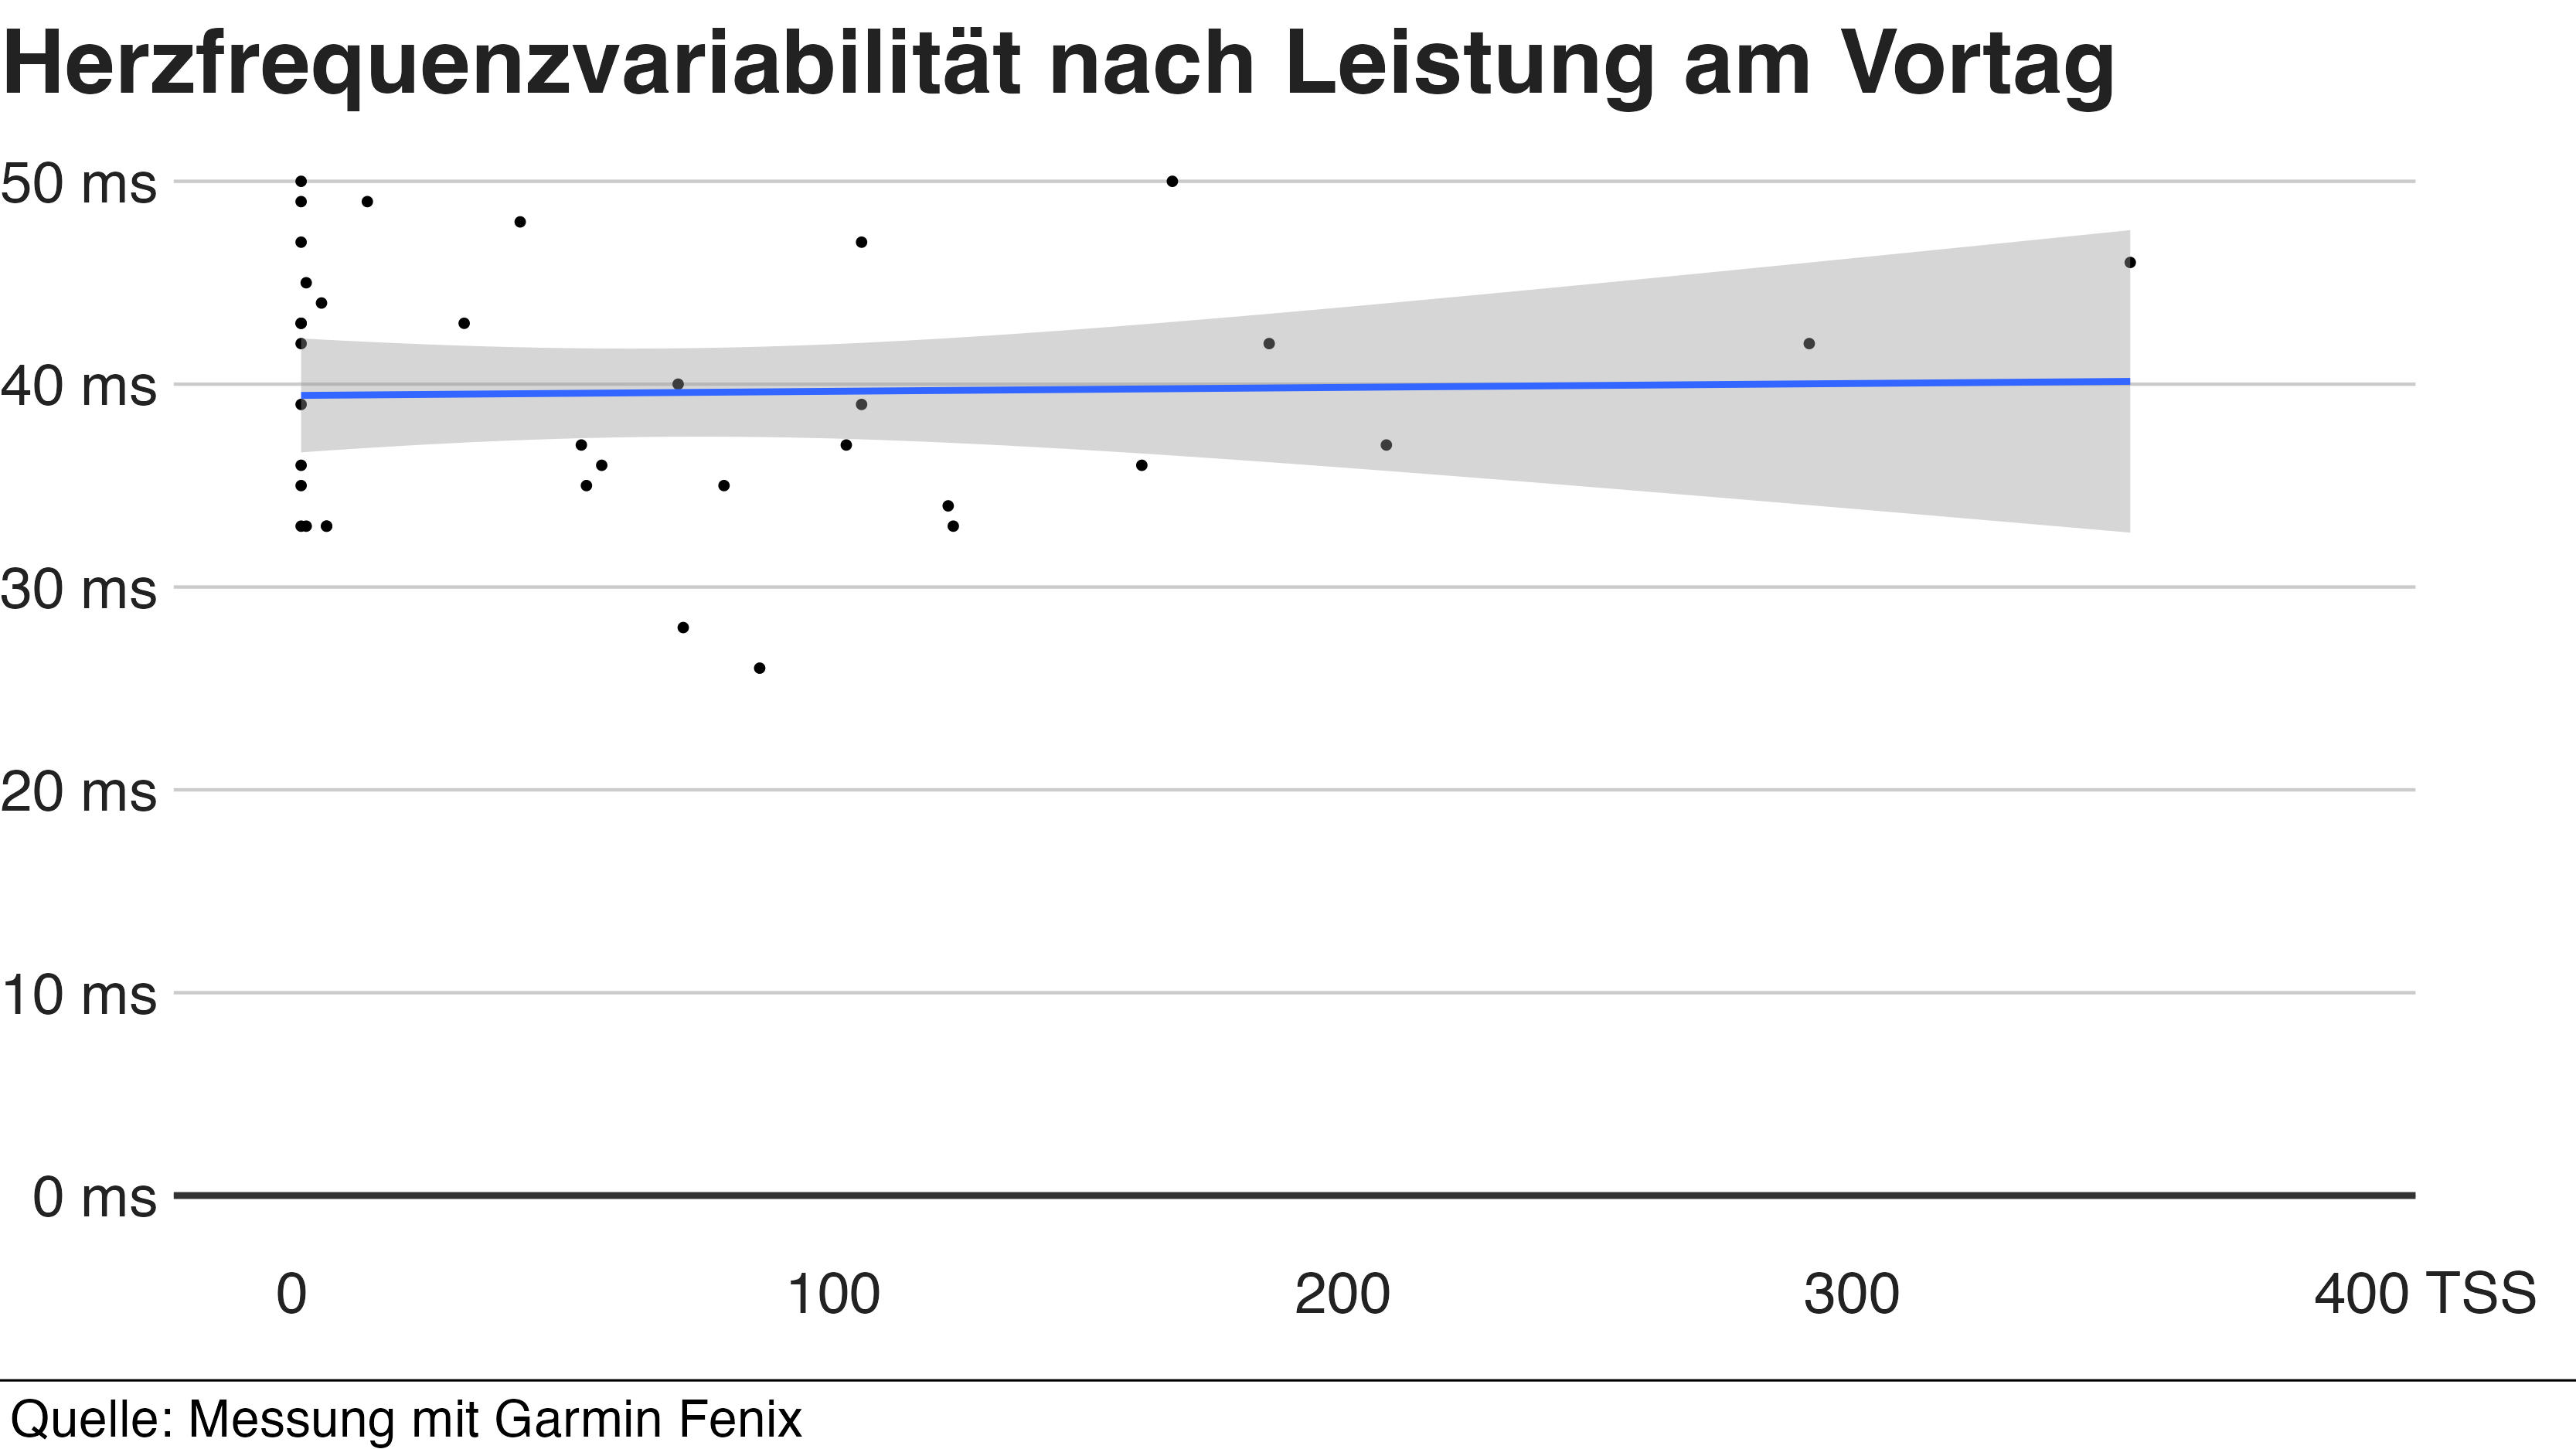 Herzfrequenzvariabilität nach Leistung am Vortag
50 ms
40 ms
30 ms
20 ms
10 ms
0 ms
0 100 200 300 400 TSS
Quelle: Messung mit Garmin Fenix